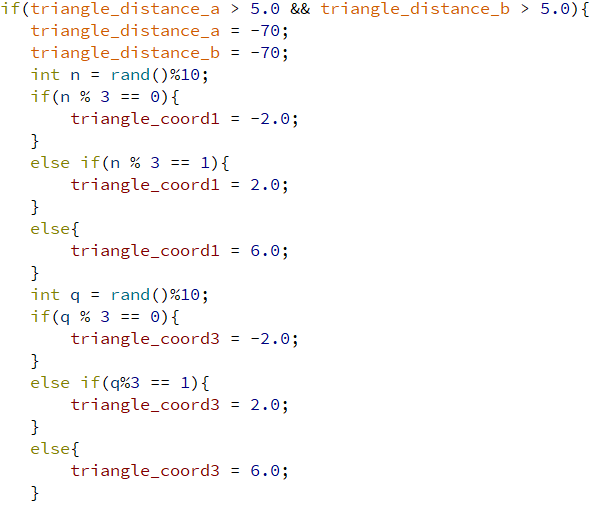 if(triangle_distance_a > 5.0 && triangle_distance_b > 5.0){
   triangle_distance_a = -70;
   triangle_distance_b = -70;
   int n = rand()%10;
   if(n % 3 == 0){
       triangle_coord1 = -2.0;
   }
   else if(n % 3 == 1){
       triangle_coord1 = 2.0;
   }
   else{
       triangle_coord1 = 6.0;
   }
   int q = rand()%10;
   if(q % 3 == 0){
       triangle_coord3 = -2.0;
   }
   else if(q%3 == 1){
       triangle_coord3 = 2.0;
   }
   else{
       triangle_coord3 = 6.0;
   }